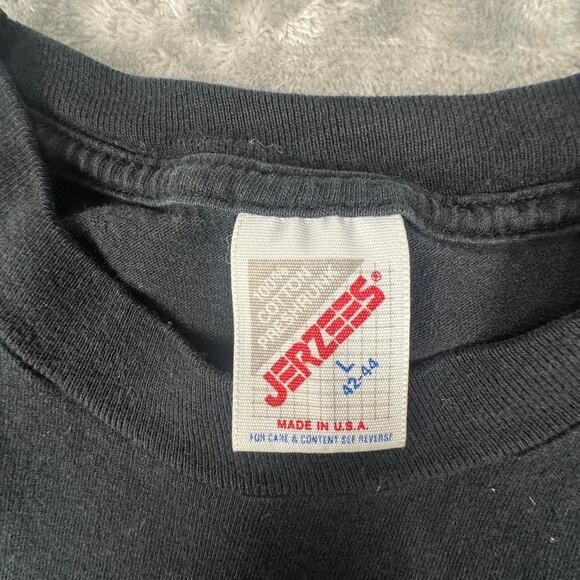 100%
COTTON
PRESHRUNK
JERZEES®
L
42-44
MADE IN U.S.A.
FOR CARE & CONTENT SEE REVERSE